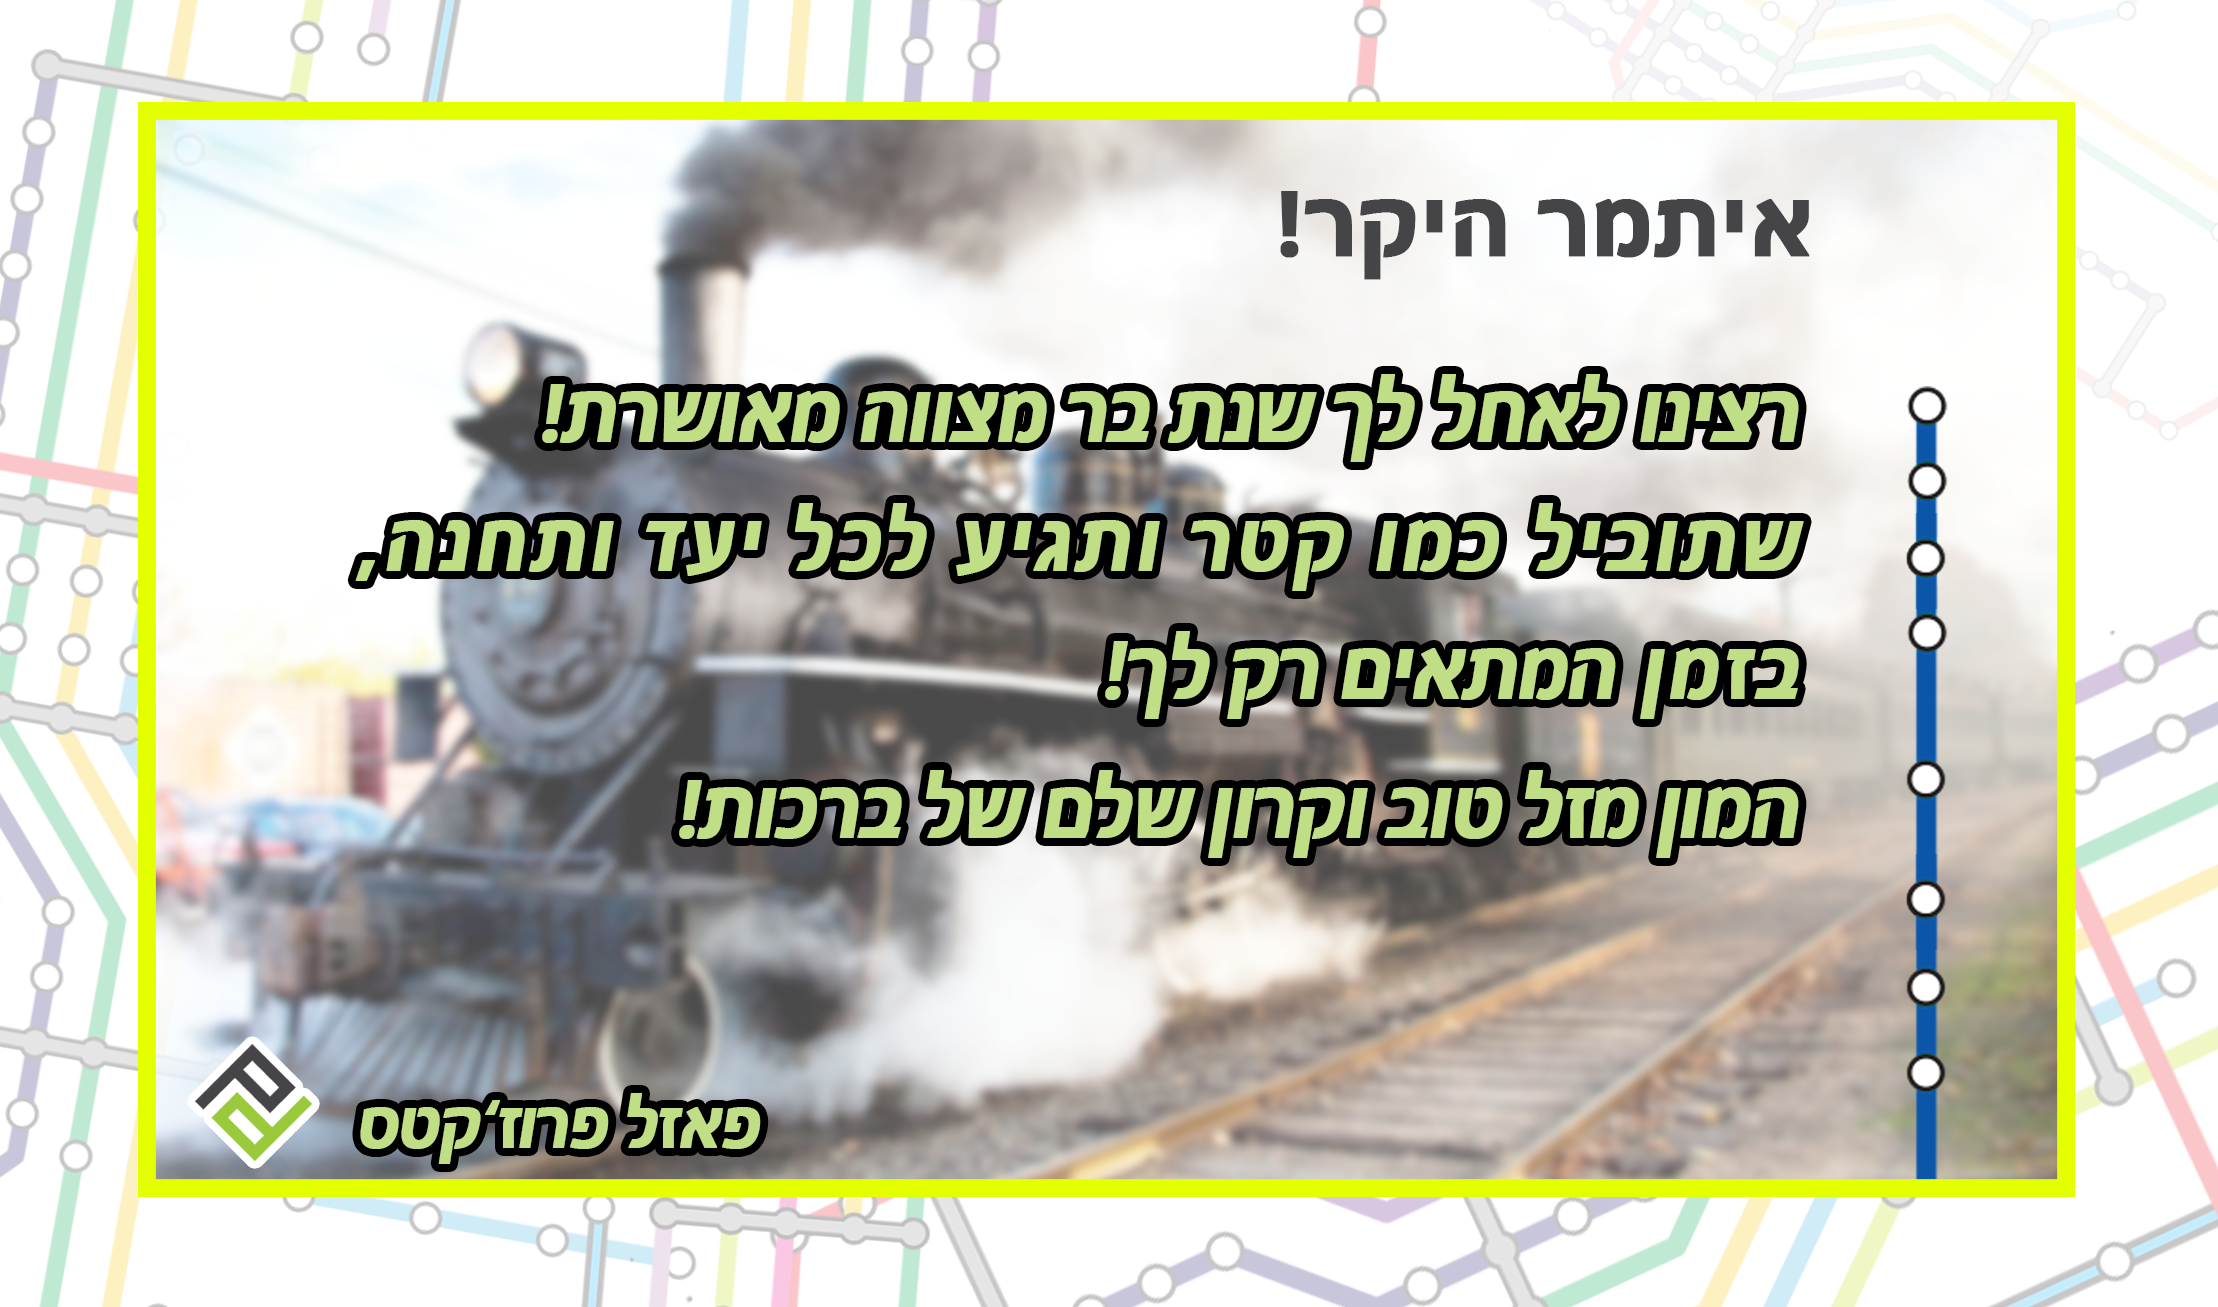 איתמר היקר!
רצינו לאחל לך שנת בר מצווה מאושרת!
שתוביל כמו קטר ותגיע לכל יעד ותחנה,
בזמן המתאים רק לך!
המון מזל טוב וקרון שלם של ברכות!
פאזל פרוז'קטס